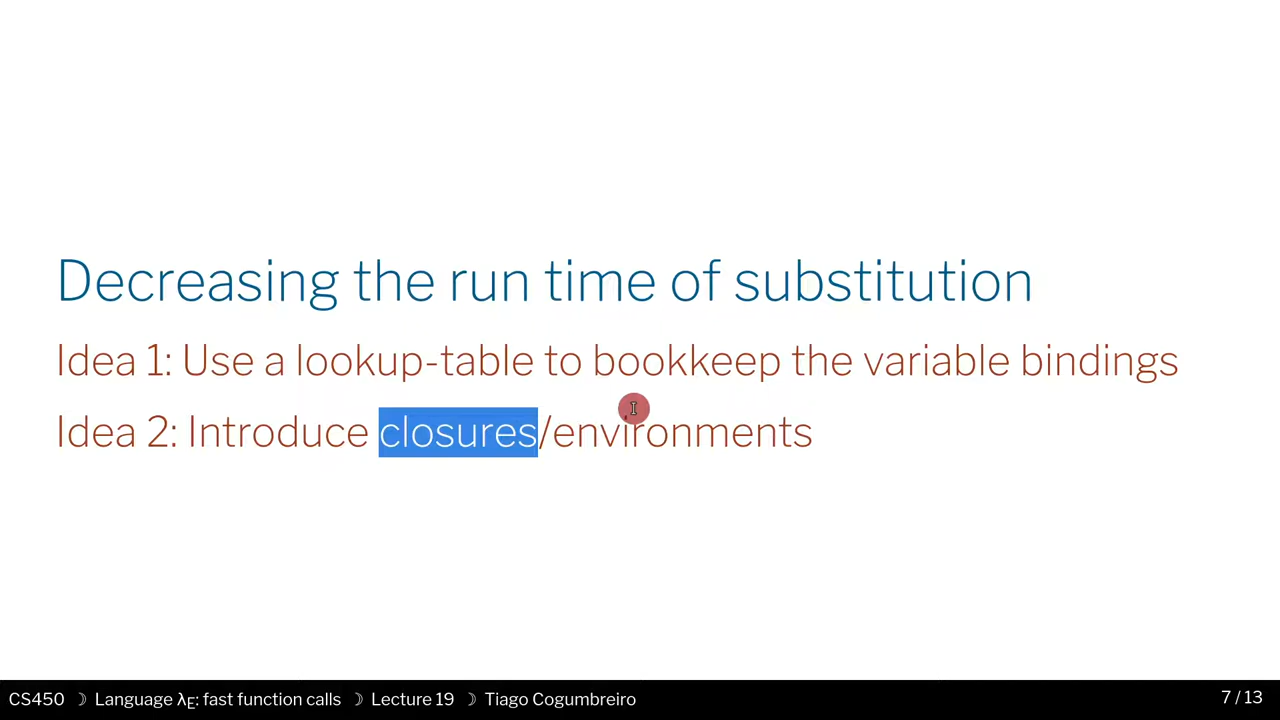 Decreasing the run time of substitution
Idea 1: Use a lookup-table to bookkeep the variable bindings
Idea 2: Introduce closures/environments
CS450 ☽ Language λE: fast function calls ☽ Lecture 19 ☽ Tiago Cogumbreiro 7 / 13